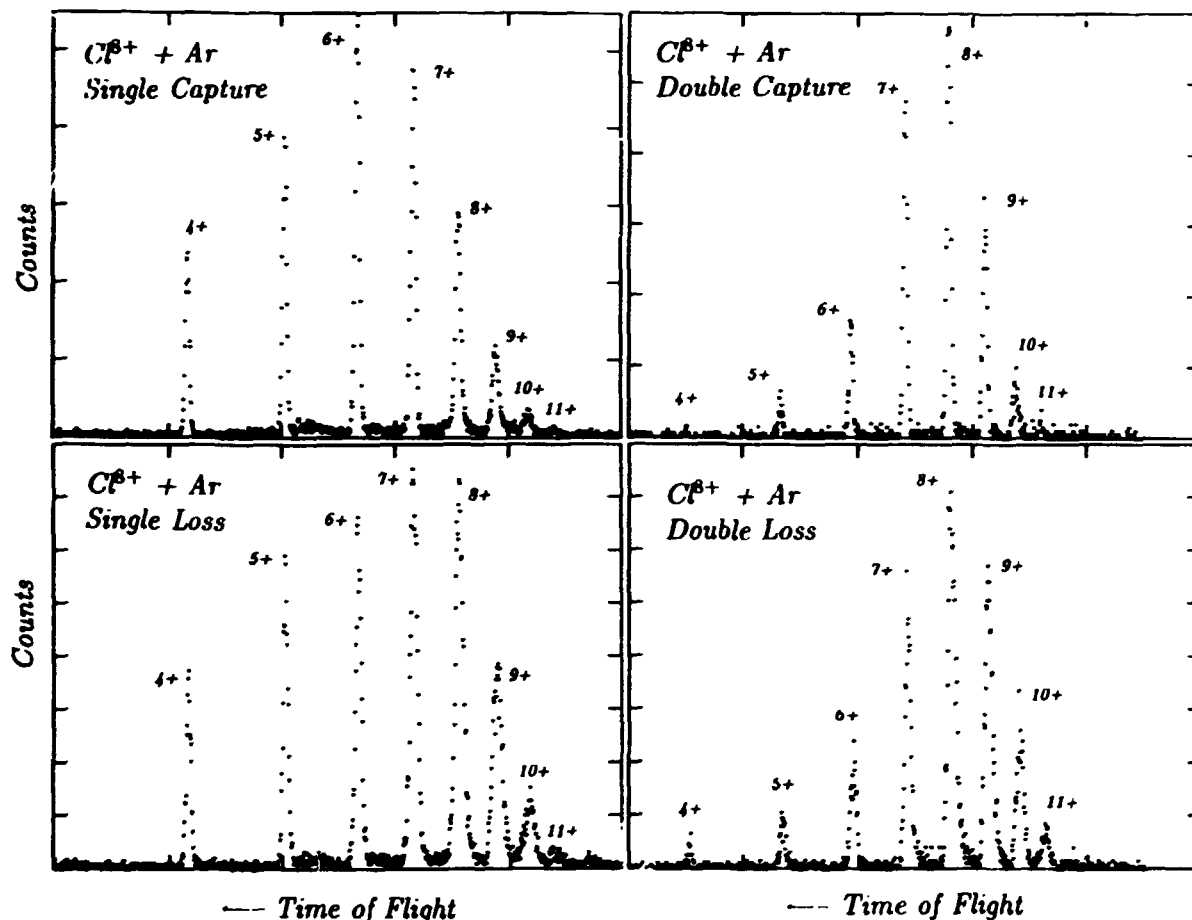 Cl⁸⁺ + Ar
Single Capture
4+
5+
6+
7+
8+
9+
10+
11+
Counts
Cl⁸⁺ + Ar
Double Capture
4+
5+
6+
7+
8+
9+
10+
11+
Cl⁸⁺ + Ar
Single Loss
4+
5+
6+
7+
8+
9+
10+
11+
Counts
←-- Time of Flight
Cl⁸⁺ + Ar
Double Loss
4+
5+
6+
7+
8+
9+
10+
11+
←-- Time of Flight